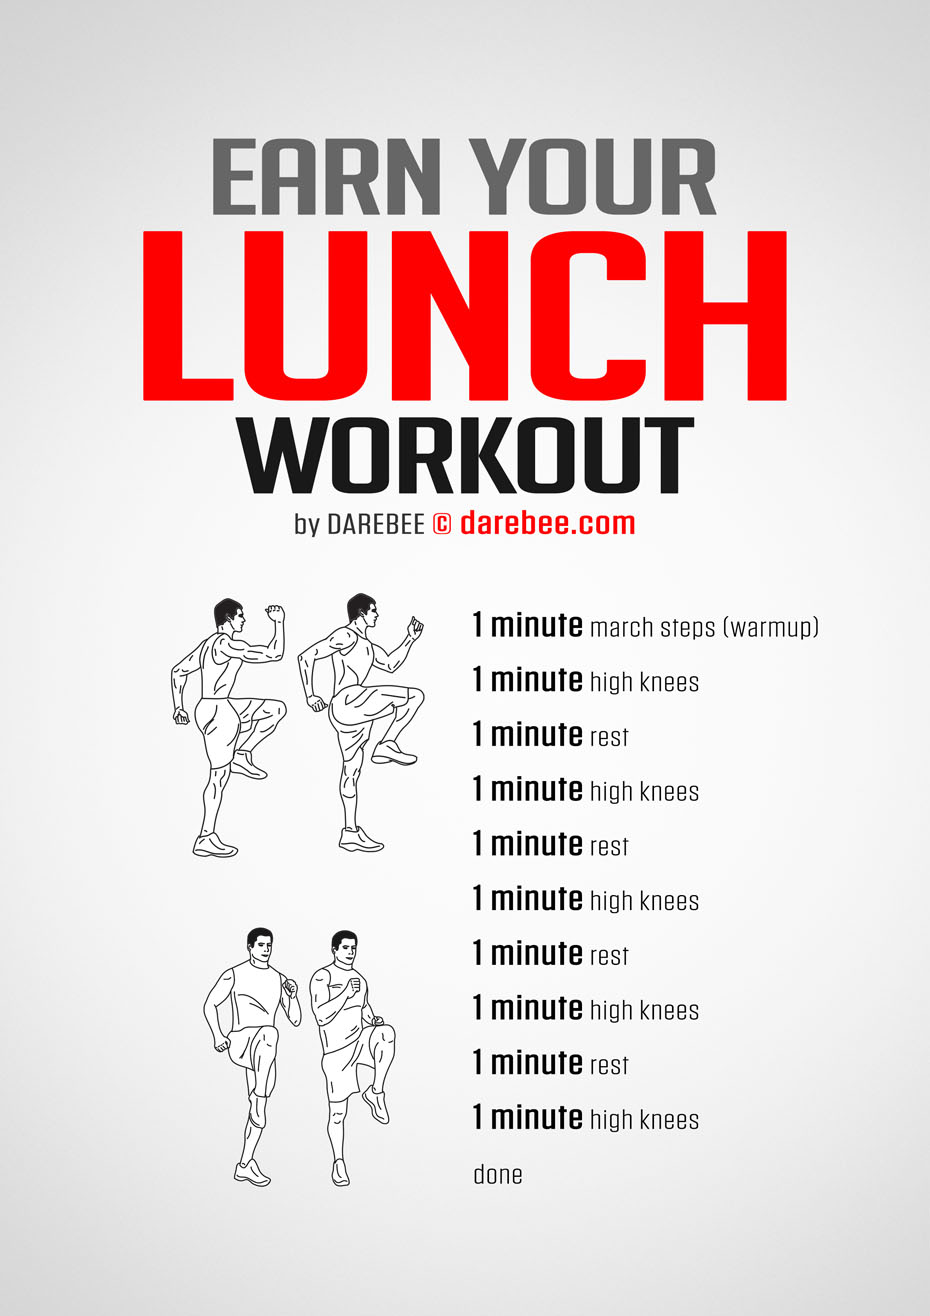 EARN YOUR
LUNCH
WORKOUT
by DAREBEE © darebee.com
1 minute march steps (warmup)
1 minute high knees
1 minute rest
1 minute high knees
1 minute rest
1 minute high knees
1 minute rest
1 minute high knees
1 minute rest
1 minute high knees
done